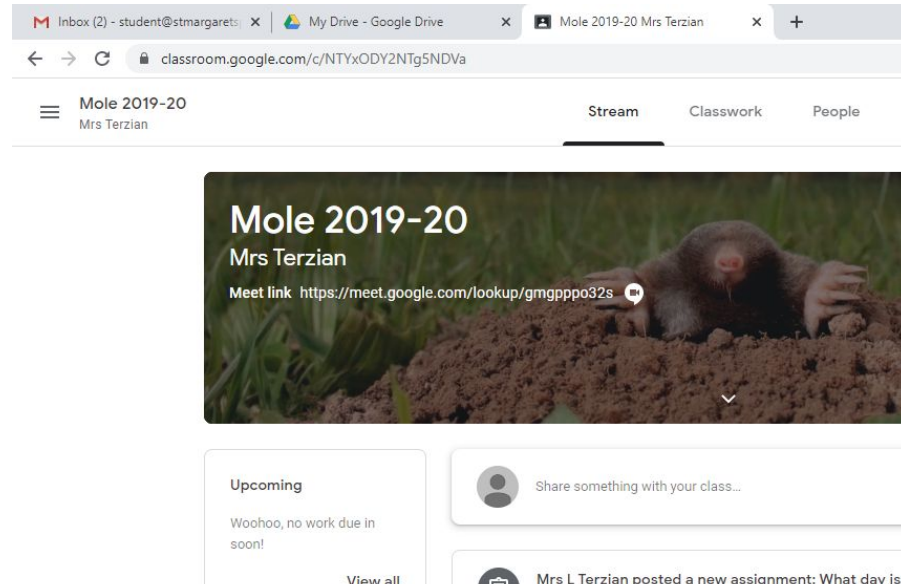 Inbox (2) - student@stmargarets
My Drive - Google Drive
Mole 2019-20 Mrs Terzian
classroom.google.com/c/NTYxODY2NTg5NDVa
Mole 2019-20
Mrs Terzian
Stream Classwork People
Mole 2019-20
Mrs Terzian
Meet link https://meet.google.com/lookup/gmgpppo32s
Upcoming
Woohoo, no work due in
soon!
View all
Share something with your class...
Mrs L Terzian posted a new assignment: What day is